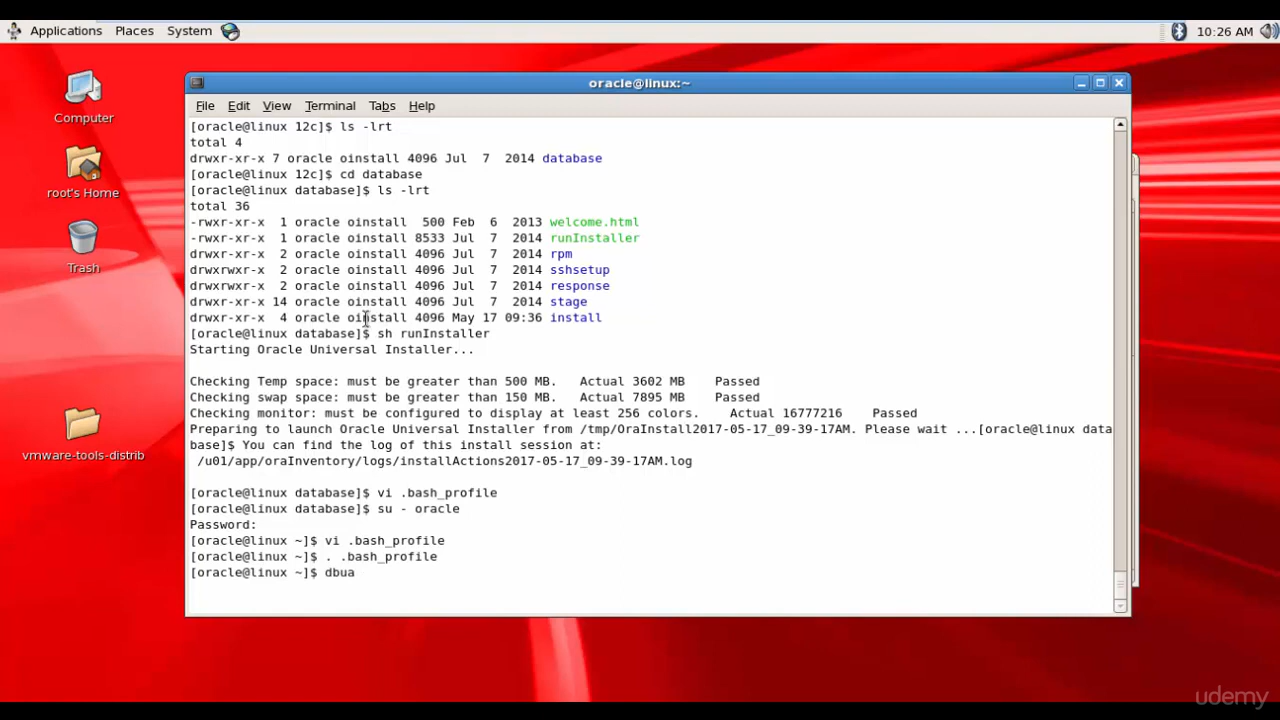 Applications Places System 10:26 AM
Computer
root's Home
Trash
vmware-tools-distrib
oracle@linux:~
File Edit View Terminal Tabs Help
[oracle@linux 12c]$ ls -lrt
total 4
drwxr-xr-x 7 oracle oinstall 4096 Jul  7  2014 database
[oracle@linux 12c]$ cd database
[oracle@linux database]$ ls -lrt
total 36
-rwxr-xr-x  1 oracle oinstall  500 Feb  6  2013 welcome.html
-rwxr-xr-x  1 oracle oinstall 8533 Jul  7  2014 runInstaller
drwxr-xr-x  2 oracle oinstall 4096 Jul  7  2014 rpm
drwxrwxr-x  2 oracle oinstall 4096 Jul  7  2014 sshsetup
drwxrwxr-x  2 oracle oinstall 4096 Jul  7  2014 response
drwxr-xr-x 14 oracle oinstall 4096 Jul  7  2014 stage
drwxr-xr-x  4 oracle oinstall 4096 May 17 09:36 install
[oracle@linux database]$ sh runInstaller
Starting Oracle Universal Installer...
Checking Temp space: must be greater than 500 MB.   Actual 3602 MB    Passed
Checking swap space: must be greater than 150 MB.   Actual 7895 MB    Passed
Checking monitor: must be configured to display at least 256 colors.    Actual 16777216    Passed
Preparing to launch Oracle Universal Installer from /tmp/OraInstall2017-05-17_09-39-17AM. Please wait ...[oracle@linux data
base]$ You can find the log of this install session at:
 /u01/app/oraInventory/logs/installActions2017-05-17_09-39-17AM.log
[oracle@linux database]$ vi .bash_profile
[oracle@linux database]$ su - oracle
Password:
[oracle@linux ~]$ vi .bash_profile
[oracle@linux ~]$ . .bash_profile
[oracle@linux ~]$ dbua
udemy